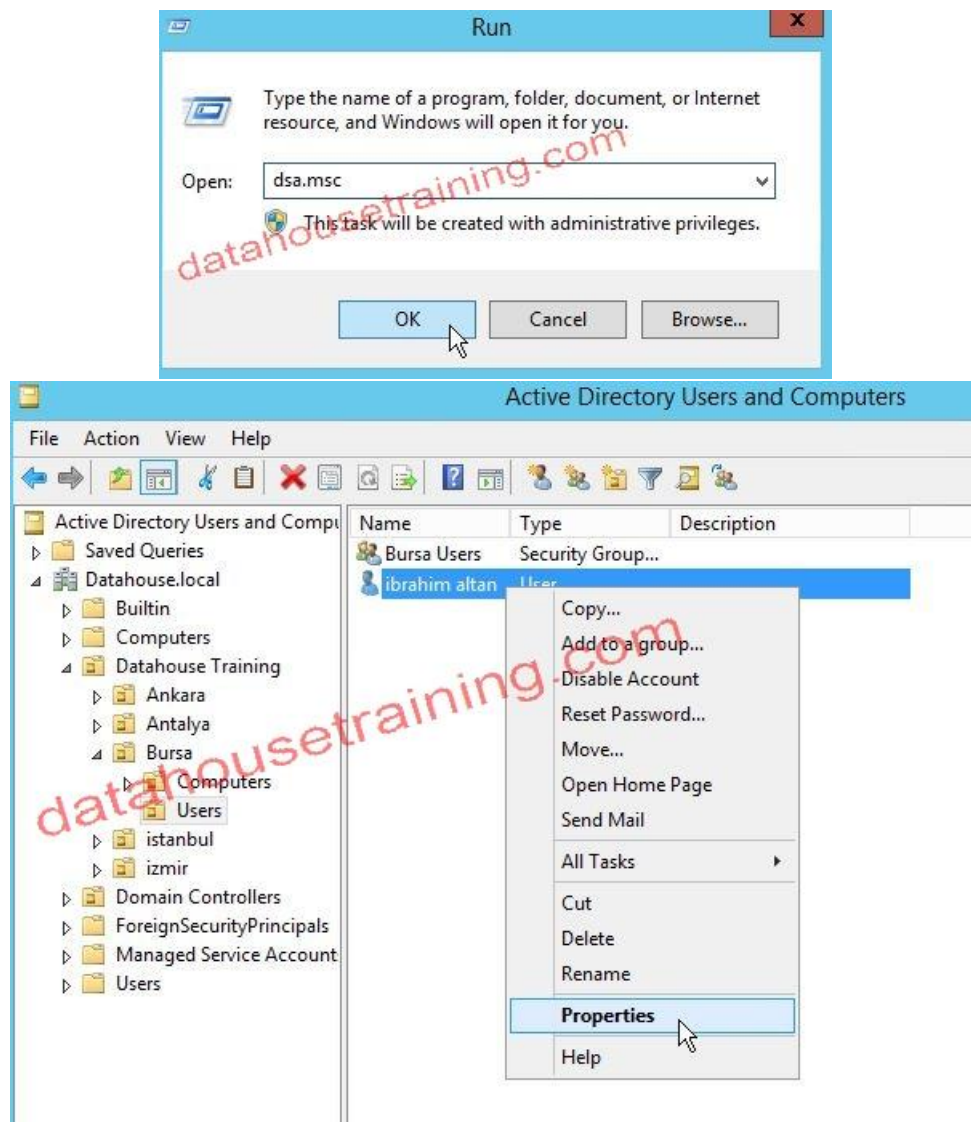 Run
x
Type the name of a program, folder, document, or Internet
resource, and Windows will open it for you.
Open:
dsa.msc
This task will be created with administrative privileges.
datahousetraining.com
OK
Cancel
Browse...
Active Directory Users and Computers
File Action View Help
Active Directory Users and Compu
Saved Queries
Datahouse.local
Builtin
Computers
Datahouse Training
Ankara
Antalya
Bursa
Computers
Users
istanbul
izmir
Domain Controllers
ForeignSecurityPrincipals
Managed Service Account
Users
Name Type Description
Bursa Users Security Group...
ibrahim altan User
Copy...
Add to a group...
Disable Account
Reset Password...
Move...
Open Home Page
Send Mail
All Tasks
Cut
Delete
Rename
Properties
Help
datahousetraining.com